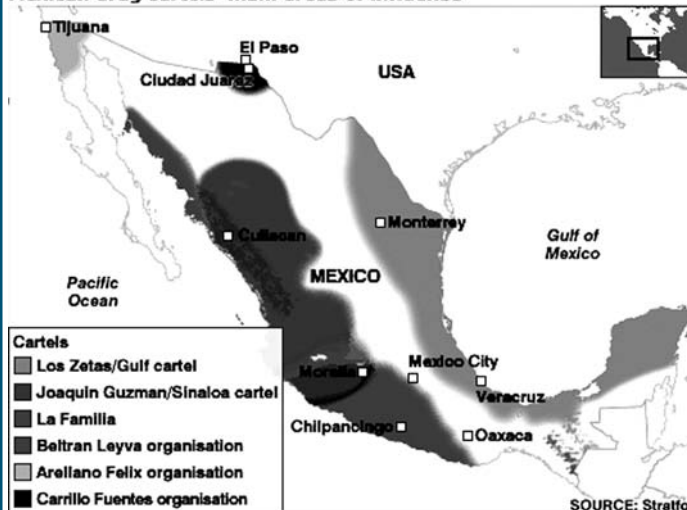 Tijuana
El Paso
Ciudad Juarez
USA
Monterrey
Culiacan
Gulf of
Mexico
Pacific
Ocean
MEXICO
Cartels
Los Zetas/Gulf cartel
Joaquin Guzman/Sinaloa cartel
La Familia
Beltran Leyva organisation
Arellano Felix organisation
Carrillo Fuentes organisation
Morelia
Mexico City
Veracruz
Chilpancingo
Oaxaca
SOURCE: Stratfo